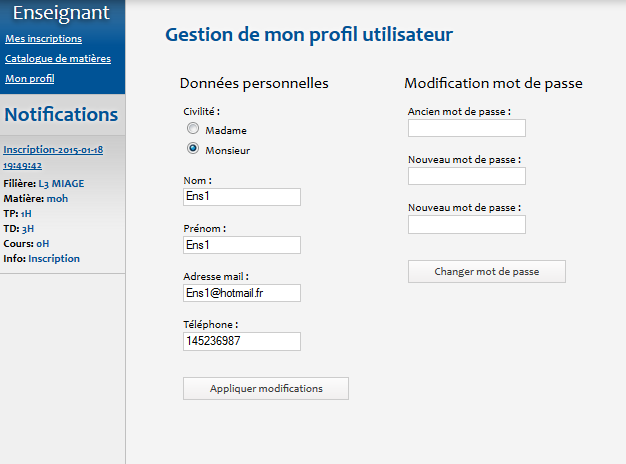 Enseignant
Mes inscriptions
Catalogue de matières
Mon profil
Notifications
Inscription-2015-01-18
19:49:42
Filière: L3 MIAGE
Matière: moh
TP: 1H
TD: 3H
Cours: 0H
Info: Inscription
Gestion de mon profil utilisateur
Données personnelles
Civilité :
Madame
Monsieur
Nom :
Ens1
Prénom :
Ens1
Adresse mail :
Ens1@hotmail.fr
Téléphone :
145236987
Appliquer modifications
Modification mot de passe
Ancien mot de passe :
Nouveau mot de passe :
Nouveau mot de passe :
Changer mot de passe